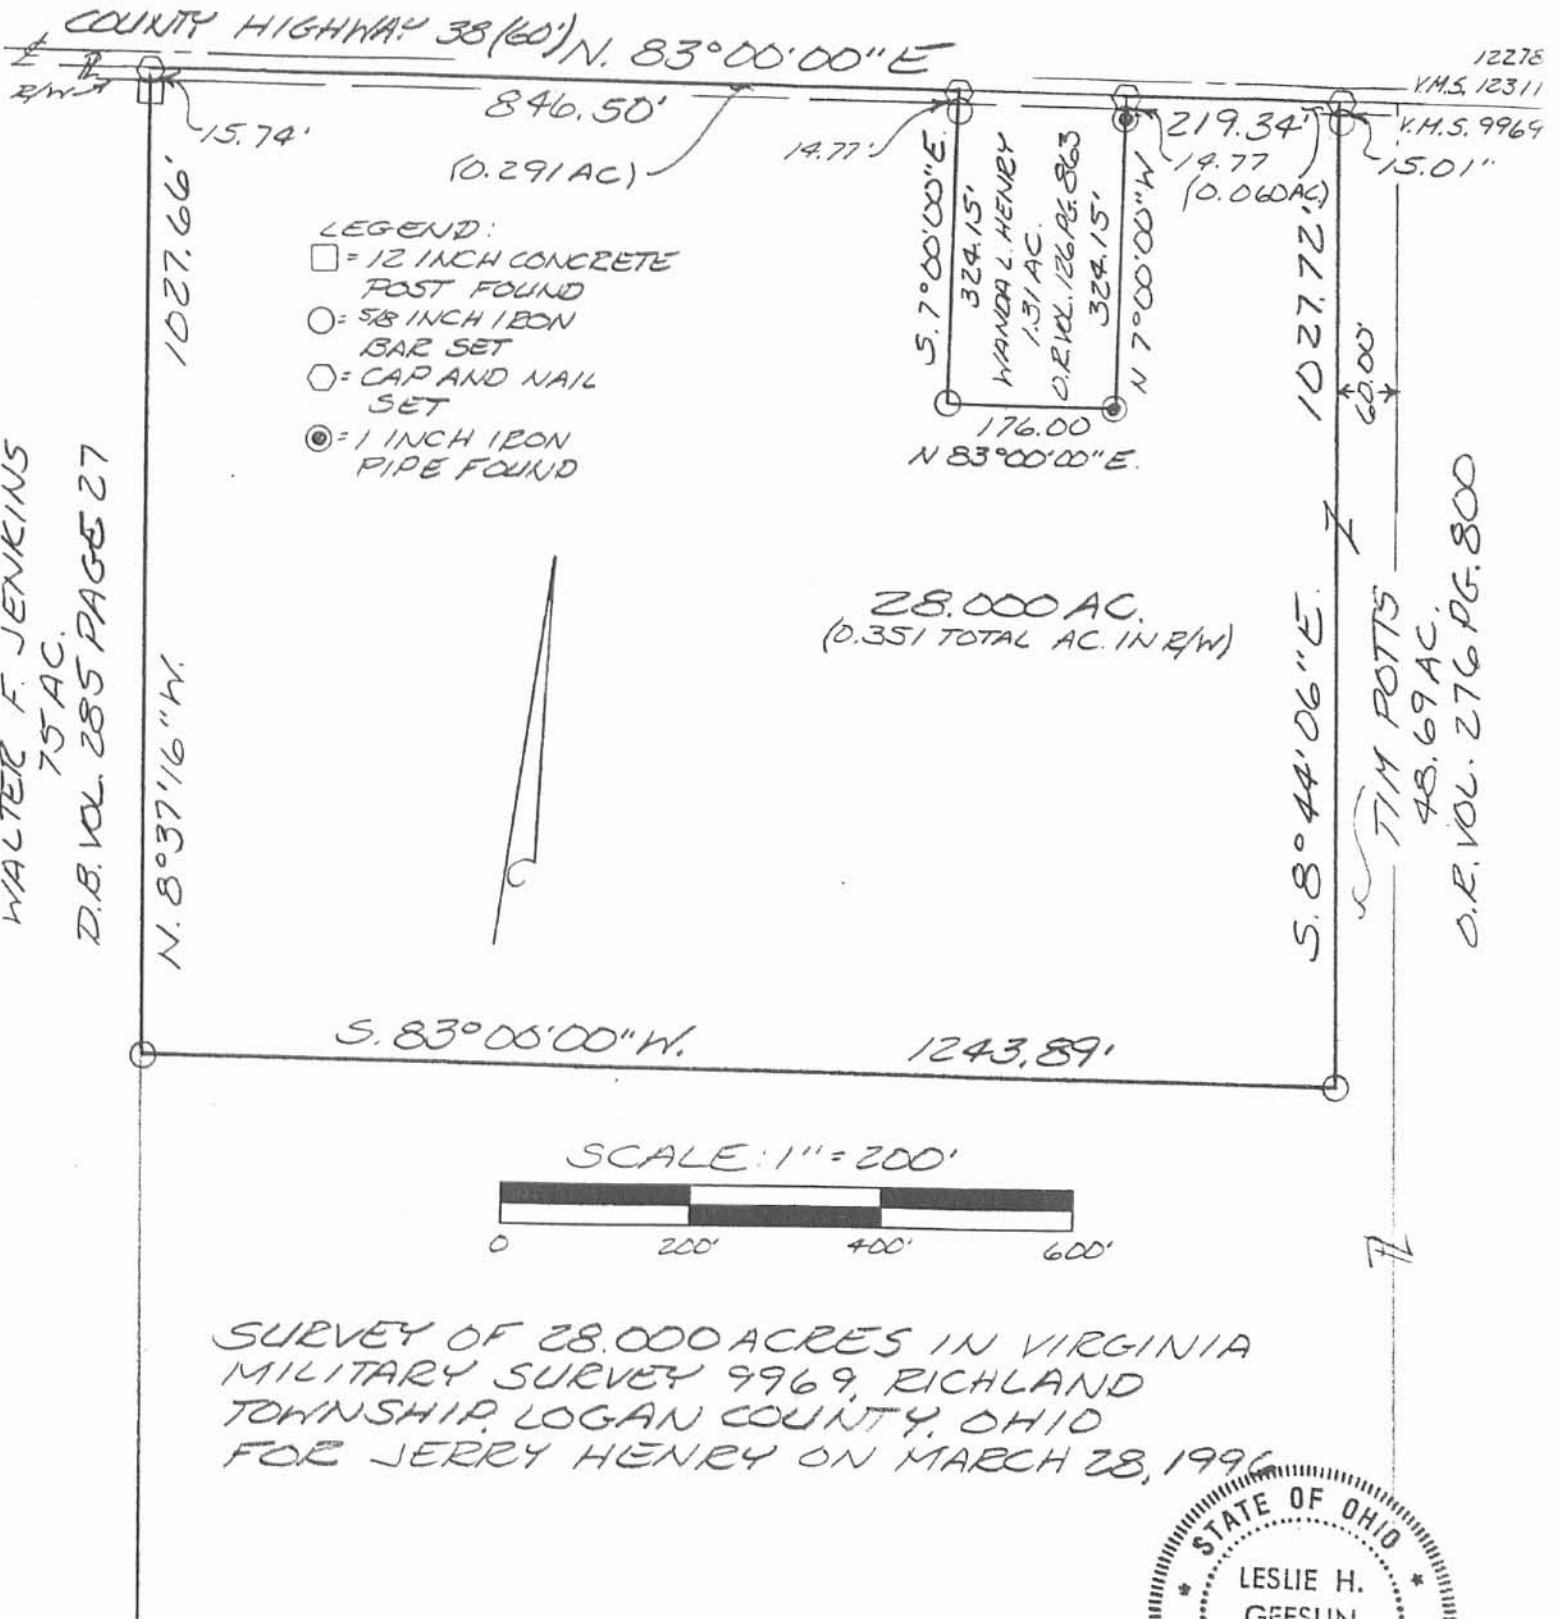 COUNTY HIGHWAY 38 (60')
N. 83°00'00" E
12278
V.M.S. 12311
V.M.S. 9969
R/W
846.50'
15.74'
(0.291 AC)
14.77'
219.34'
14.77
(0.060 AC)
15.01"
1027.66'
N. 8°37'16" W.
LEGEND:
= 12 INCH CONCRETE
POST FOUND
= 5/8 INCH IRON
BAR SET
= CAP AND NAIL
SET
= 1 INCH IRON
PIPE FOUND
S. 7°00'00" E.
324.15'
WANDA L. HENRY
1.31 AC.
O.R. VOL. 126 PG. 863
324.15'
N 7°00'00" W
176.00
N 83°00'00" E.
1027.72'
S. 8°44'06" E.
60.00'
WALTER F. JENKINS
75 AC.
D.B. VOL. 285 PAGE 27
28.000 AC.
(0.351 TOTAL AC. IN R/W)
TIM POTTS
48.69 AC.
O.R. VOL. 276 PG. 800
S. 83°00'00" W.
1243.89'
SCALE: 1" = 200'
0 200' 400' 600'
SURVEY OF 28.000 ACRES IN VIRGINIA
MILITARY SURVEY 9969, RICHLAND
TOWNSHIP, LOGAN COUNTY, OHIO
FOR JERRY HENRY ON MARCH 28, 1996
STATE OF OHIO
LESLIE H.